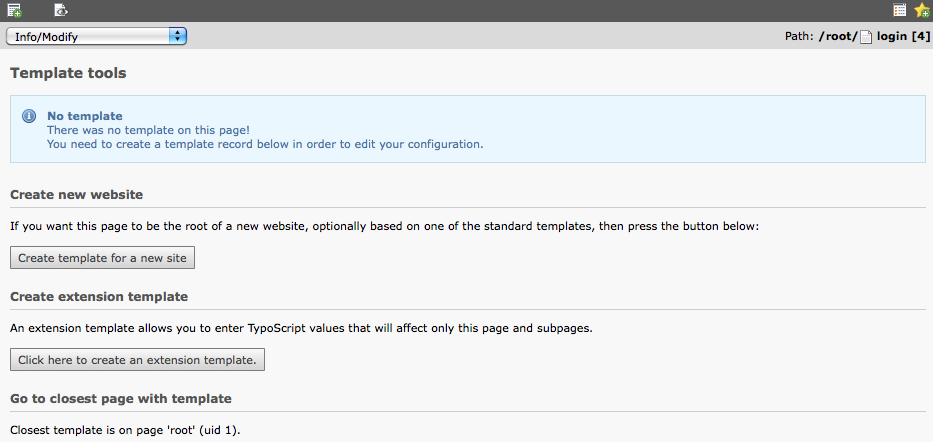 Info/Modify
Path: /root/ login [4]
Template tools
No template
There was no template on this page!
You need to create a template record below in order to edit your configuration.
Create new website
If you want this page to be the root of a new website, optionally based on one of the standard templates, then press the button below:
Create template for a new site
Create extension template
An extension template allows you to enter TypoScript values that will affect only this page and subpages.
Click here to create an extension template.
Go to closest page with template
Closest template is on page 'root' (uid 1).